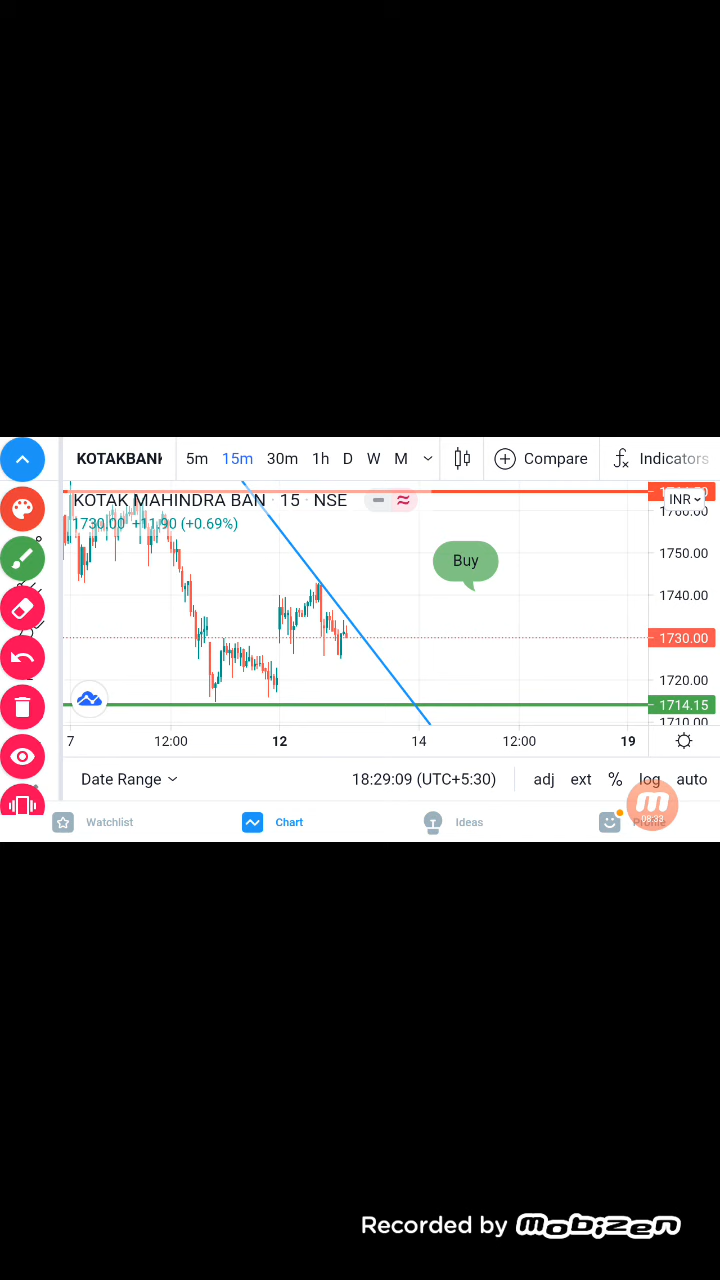 KOTAKBANK 5m 15m 30m 1h D W M Compare Indicators
KOTAK MAHINDRA BAN · 15 · NSE
1730.00 +11.90 (+0.69%)
INR
1760.00
1750.00
Buy
1740.00
1730.00
1720.00
1714.15
1710.00
7 12:00 12 14 12:00 19
Date Range 18:29:09 (UTC+5:30) adj ext % log auto
Watchlist Chart Ideas Profile
08:33
Recorded by mobizen